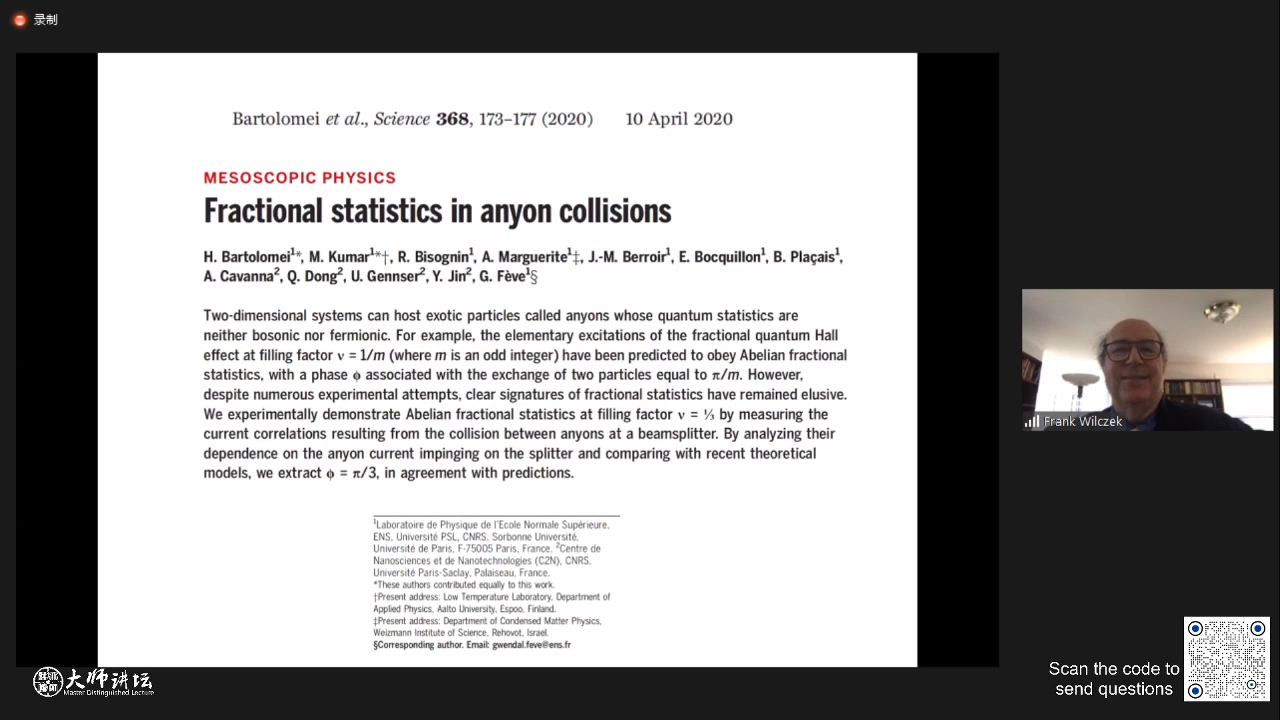 录制
Bartolomei et al., Science 368, 173–177 (2020) 10 April 2020
MESOSCOPIC PHYSICS
Fractional statistics in anyon collisions
H. Bartolomei¹*, M. Kumar¹*†, R. Bisognin¹, A. Marguerite¹‡, J.-M. Berroir¹, E. Bocquillon¹, B. Plaçais¹,
A. Cavanna², Q. Dong², U. Gennser², Y. Jin², G. Fève¹§
Two-dimensional systems can host exotic particles called anyons whose quantum statistics are
neither bosonic nor fermionic. For example, the elementary excitations of the fractional quantum Hall
effect at filling factor ν = 1/m (where m is an odd integer) have been predicted to obey Abelian fractional
statistics, with a phase ϕ associated with the exchange of two particles equal to π/m. However,
despite numerous experimental attempts, clear signatures of fractional statistics have remained elusive.
We experimentally demonstrate Abelian fractional statistics at filling factor ν = ⅓ by measuring the
current correlations resulting from the collision between anyons at a beamsplitter. By analyzing their
dependence on the anyon current impinging on the splitter and comparing with recent theoretical
models, we extract ϕ = π/3, in agreement with predictions.
¹Laboratoire de Physique de l'Ecole Normale Supérieure,
ENS, Université PSL, CNRS, Sorbonne Université,
Université de Paris, F-75005 Paris, France. ²Centre de
Nanosciences et de Nanotechnologies (C2N), CNRS,
Université Paris-Saclay, Palaiseau, France.
*These authors contributed equally to this work.
†Present address: Low Temperature Laboratory, Department of
Applied Physics, Aalto University, Espoo, Finland.
‡Present address: Department of Condensed Matter Physics,
Weizmann Institute of Science, Rehovot, Israel.
§Corresponding author. Email: gwendal.feve@ens.fr
Frank Wilczek
大师讲坛
Master Distinguished Lecture
Scan the code to
send questions